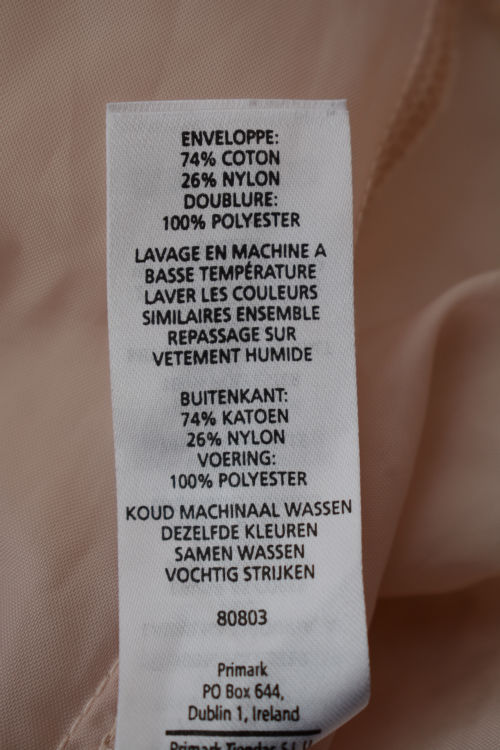 ENVELOPPE:
74% COTON
26% NYLON
DOUBLURE:
100% POLYESTER
LAVAGE EN MACHINE A
BASSE TEMPÉRATURE
LAVER LES COULEURS
SIMILAIRES ENSEMBLE
REPASSAGE SUR
VETEMENT HUMIDE
BUITENKANT:
74% KATOEN
26% NYLON
VOERING:
100% POLYESTER
KOUD MACHINAAL WASSEN
DEZELFDE KLEUREN
SAMEN WASSEN
VOCHTIG STRIJKEN
80803
Primark
PO Box 644,
Dublin 1, Ireland
Primark Tiendas S.L.U.